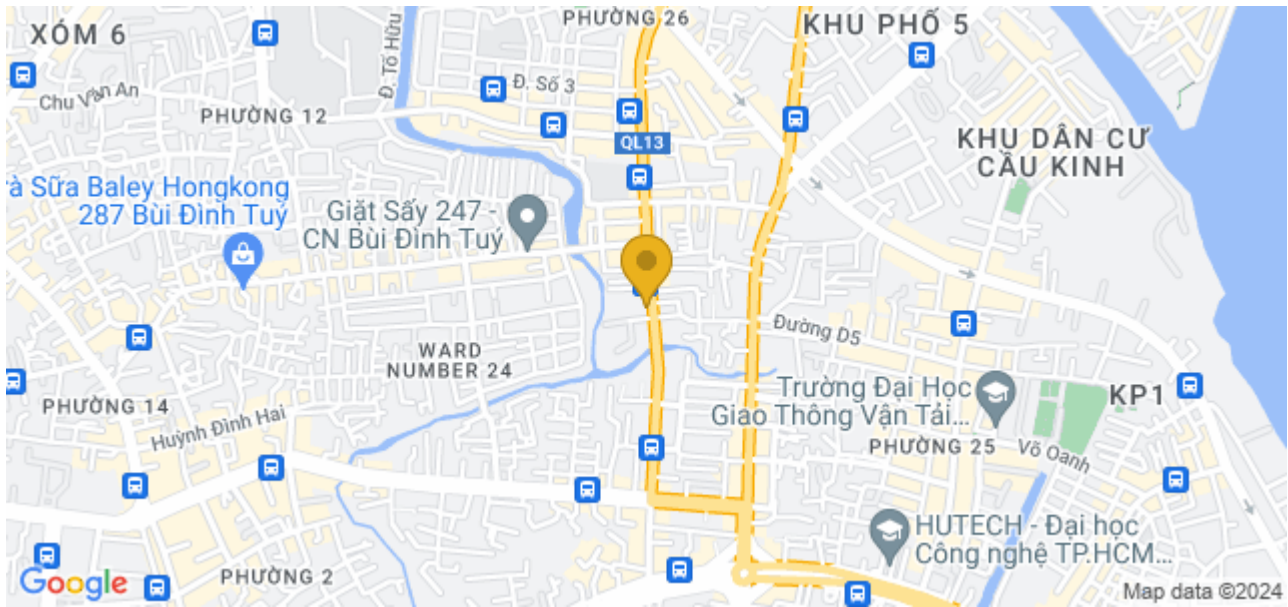 PHƯỜNG 26
XÓM 6
KHU PHỐ 5
Đ. Tố Hữu
Chu Văn An
Đ. Số 3
PHƯỜNG 12
QL13
KHU DÂN CƯ
CẦU KINH
rà Sữa Baley Hongkong
287 Bùi Đình Tuý
Giặt Sấy 247 -
CN Bùi Đình Tuý
Đường D5
WARD
NUMBER 24
Trường Đại Học
Giao Thông Vận Tải...
KP1
PHƯỜNG 14
Huỳnh Đình Hai
PHƯỜNG 25
Võ Oanh
HUTECH - Đại học
Công nghệ TP.HCM...
PHƯỜNG 2
Google
Map data ©2024